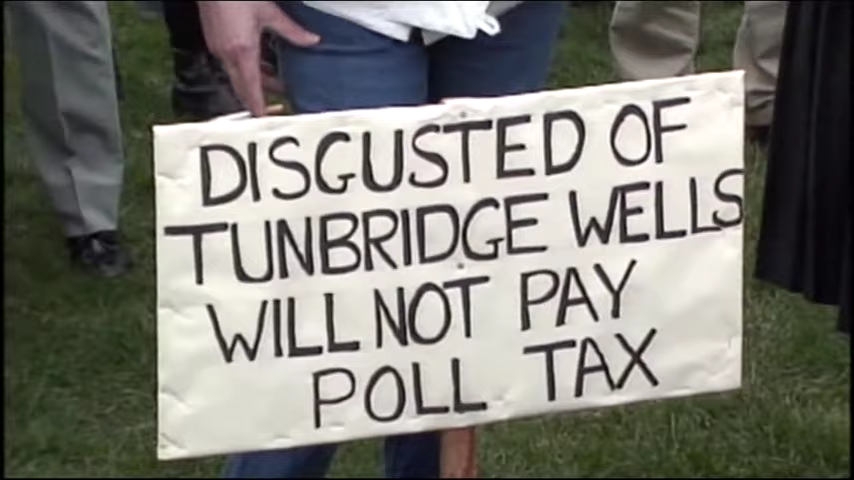 DISGUSTED OF
TUNBRIDGE WELLS
WILL NOT PAY
POLL TAX